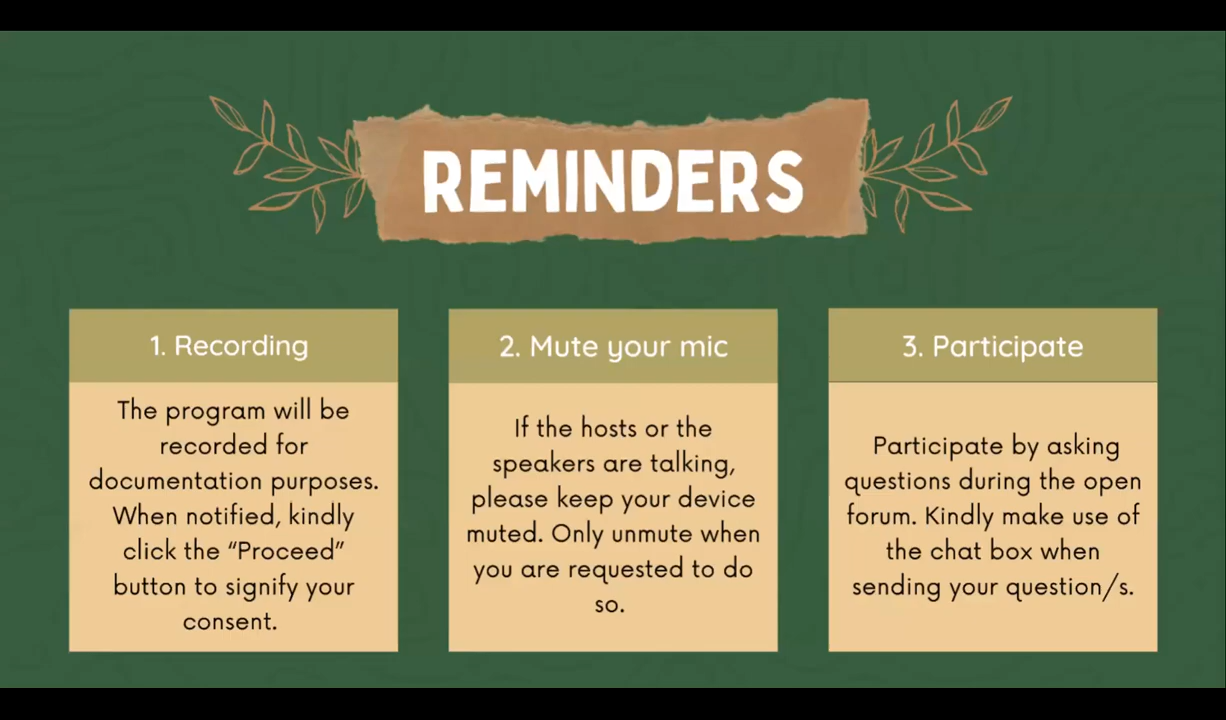 REMINDERS
1. Recording
The program will be
recorded for
documentation purposes.
When notified, kindly
click the “Proceed”
button to signify your
consent.
2. Mute your mic
If the hosts or the
speakers are talking,
please keep your device
muted. Only unmute when
you are requested to do
so.
3. Participate
Participate by asking
questions during the open
forum. Kindly make use of
the chat box when
sending your question/s.